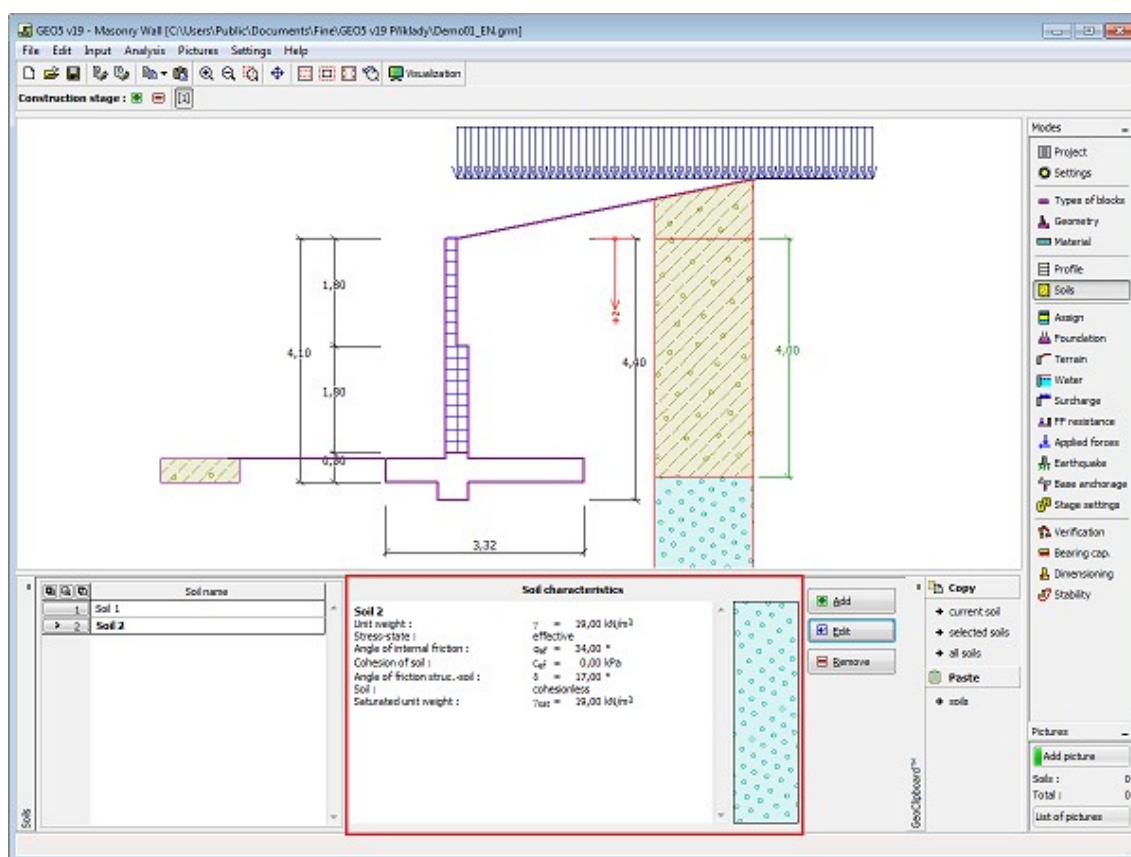 GEO5 v19 - Masonry Wall [C:\Users\Public\Documents\Fine\GEO5 v19 Příklady\Demo01_EN.grm]
File Edit Input Analysis Pictures Settings Help
Visualization
Construction stage : [1]
4,10
1,80
1,80
0,50
3,32
+z
4,40
4,00
Modes
Project
Settings
Types of blocks
Geometry
Material
Profile
Soils
Assign
Foundation
Terrain
Water
Surcharge
FF resistance
Applied forces
Earthquake
Base anchorage
Stage settings
Verification
Bearing cap.
Dimensioning
Stability
Soils
Soil name
1 Soil 1
> 2 Soil 2
Soil characteristics
Soil 2
Unit weight : γ = 19,00 kN/m³
Stress-state : effective
Angle of internal friction : φef = 34,00 °
Cohesion of soil : cef = 0,00 kPa
Angle of friction struc.-soil : δ = 17,00 °
Soil : cohesionless
Saturated unit weight : γsat = 19,00 kN/m³
Add
Edit
Remove
GeoClipboard™
Copy
current soil
selected soils
all soils
Paste
soils
Pictures
Add picture
Soils : 0
Total : 0
List of pictures